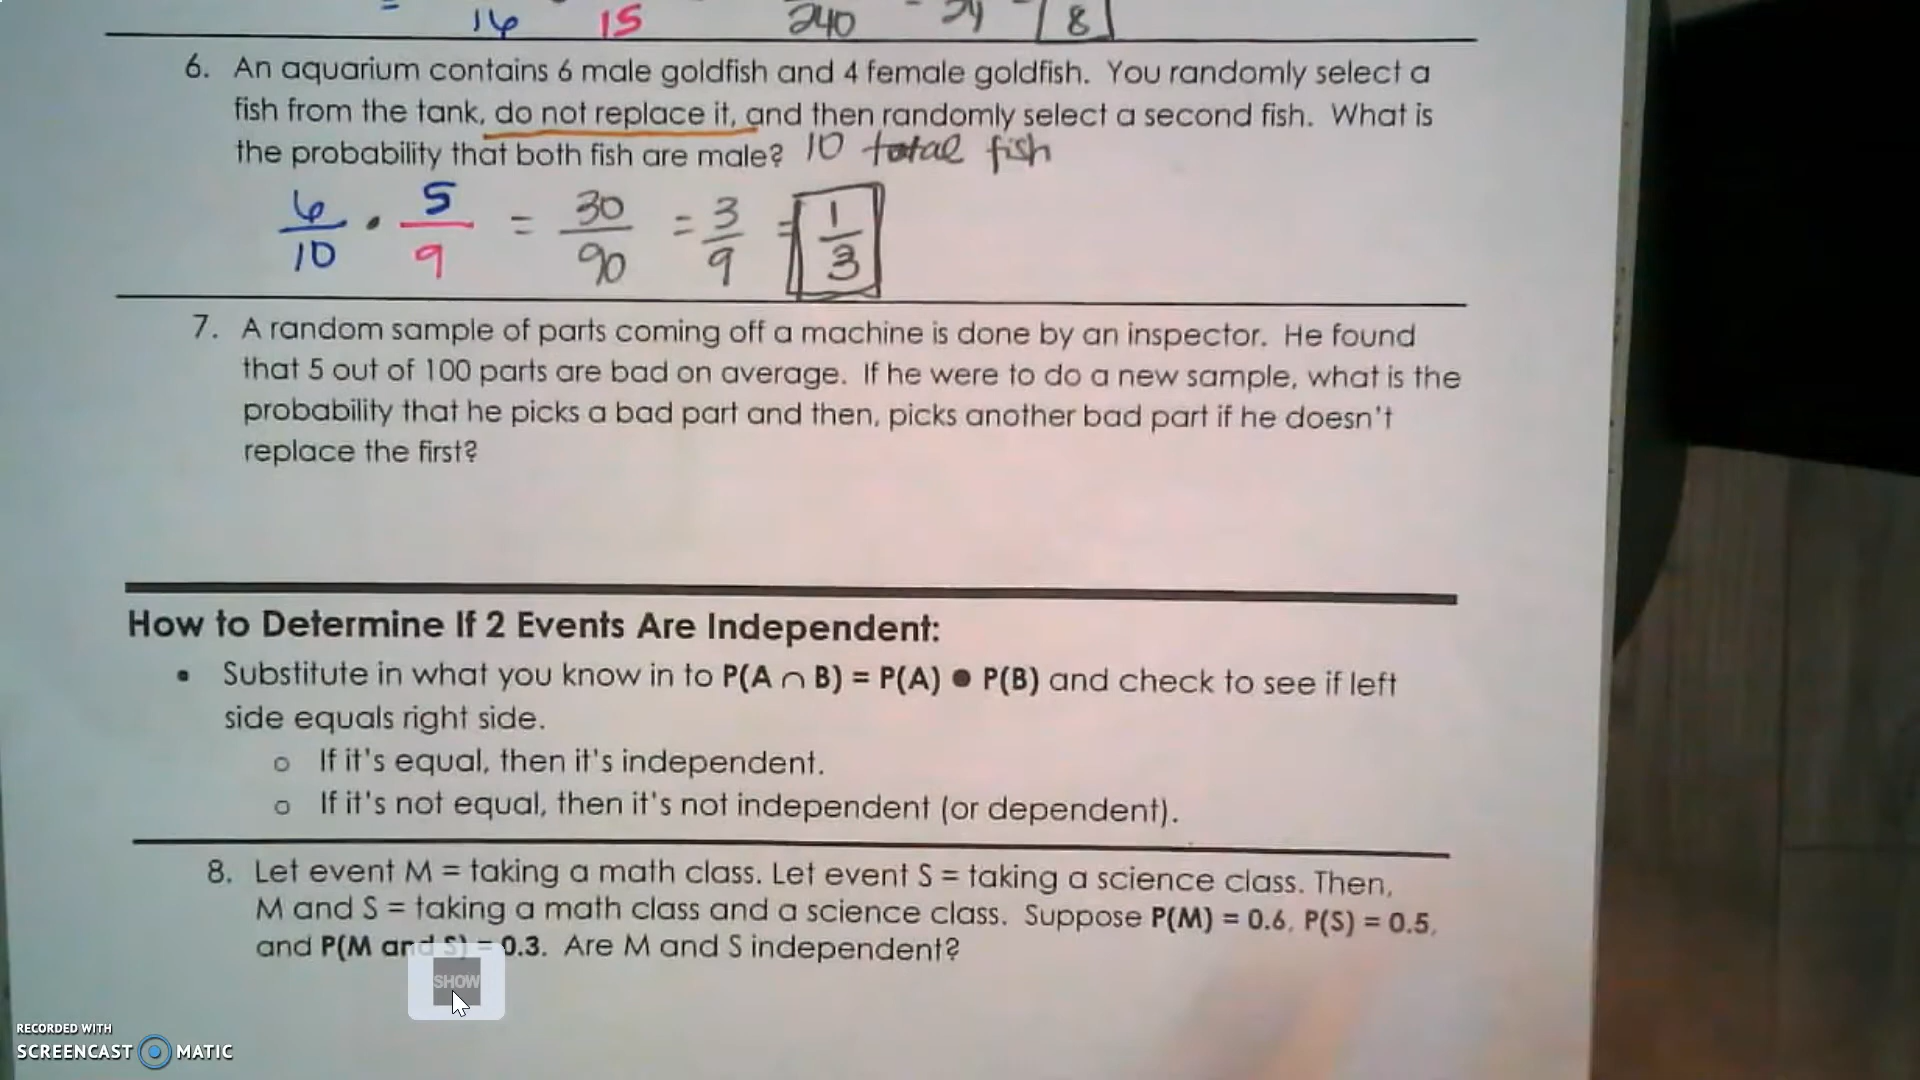 = 16 15 240 24 8
6. An aquarium contains 6 male goldfish and 4 female goldfish. You randomly select a
fish from the tank, do not replace it, and then randomly select a second fish. What is
the probability that both fish are male? 10 total fish
6/10 · 5/9 = 30/90 = 3/9 = 1/3
7. A random sample of parts coming off a machine is done by an inspector. He found
that 5 out of 100 parts are bad on average. If he were to do a new sample, what is the
probability that he picks a bad part and then, picks another bad part if he doesn't
replace the first?
How to Determine If 2 Events Are Independent:
• Substitute in what you know in to P(A ∩ B) = P(A) ● P(B) and check to see if left
side equals right side.
o If it's equal, then it's independent.
o If it's not equal, then it's not independent (or dependent).
8. Let event M = taking a math class. Let event S = taking a science class. Then,
M and S = taking a math class and a science class. Suppose P(M) = 0.6, P(S) = 0.5,
and P(M and S) = 0.3. Are M and S independent?
SHOW
RECORDED WITH
SCREENCAST MATIC